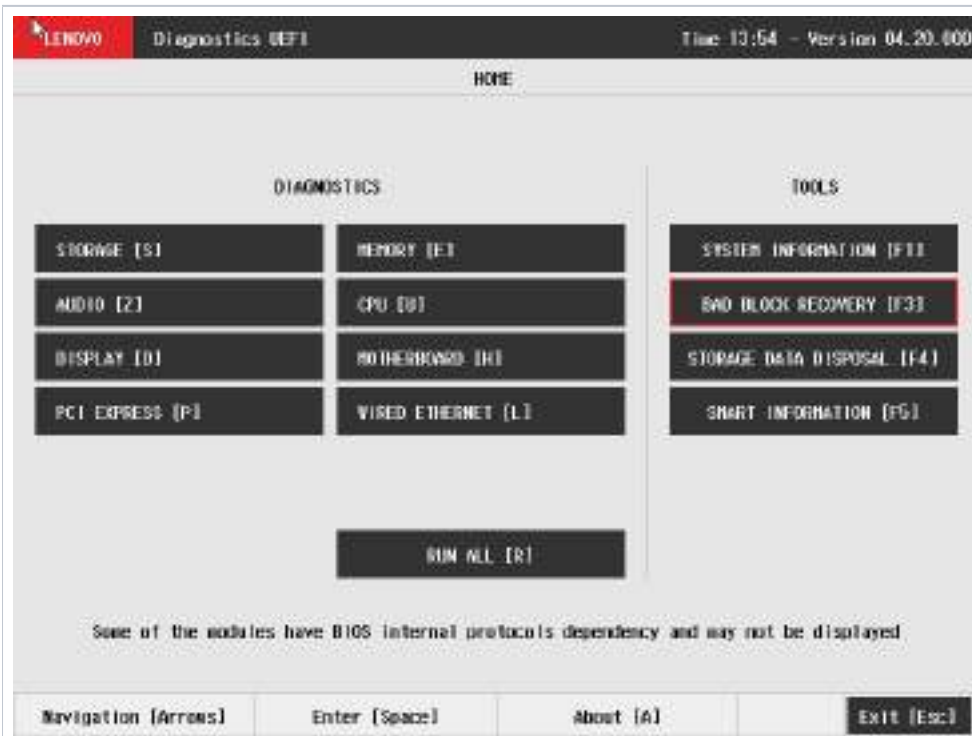 LENOVO Diagnostics UEFI Time 13:54 - Version 04.20.000
HOME
DIAGNOSTICS
TOOLS
STORAGE [S]
MEMORY [E]
SYSTEM INFORMATION [F1]
AUDIO [Z]
CPU [U]
BAD BLOCK RECOVERY [F3]
DISPLAY [D]
MOTHERBOARD [H]
STORAGE DATA DISPOSAL [F4]
PCI EXPRESS [P]
WIRED ETHERNET [L]
SMART INFORMATION [F5]
RUN ALL [R]
Some of the modules have BIOS internal protocols dependency and may not be displayed
Navigation [Arrows]
Enter [Space]
About [A]
Exit [Esc]